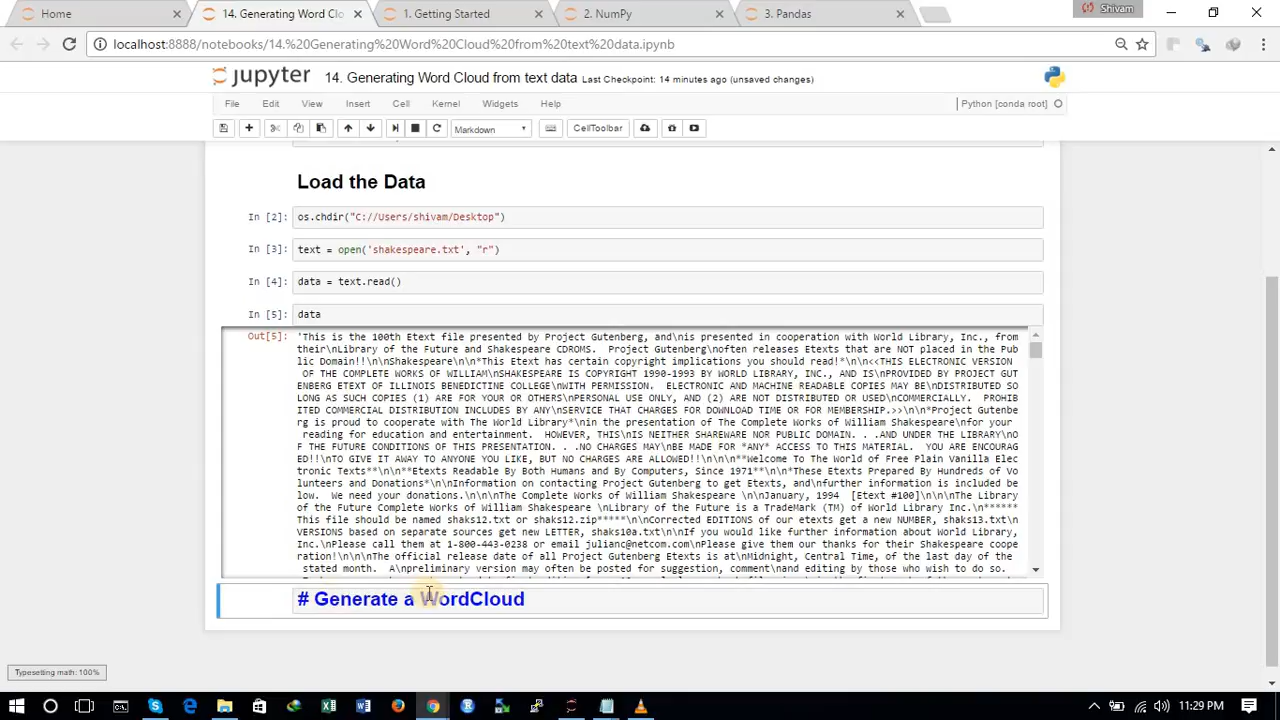 Home
14. Generating Word Clo
1. Getting Started
2. NumPy
3. Pandas
Shivam
localhost:8888/notebooks/14.%20Generating%20Word%20Cloud%20from%20text%20data.ipynb
jupyter 14. Generating Word Cloud from text data Last Checkpoint: 14 minutes ago (unsaved changes)
File Edit View Insert Cell Kernel Widgets Help Python [conda root]
Markdown CellToolbar
Load the Data
In [2]: os.chdir("C://Users/shivam/Desktop")
In [3]: text = open('shakespeare.txt', "r")
In [4]: data = text.read()
In [5]: data
Out[5]: 'This is the 100th Etext file presented by Project Gutenberg, and\nis presented in cooperation with World Library, Inc., from
their\nLibrary of the Future and Shakespeare CDROMS.  Project Gutenberg\noften releases Etexts that are NOT placed in the Pub
lic Domain!!\n\nShakespeare\n\n*This Etext has certain copyright implications you should read!*\n\n<<THIS ELECTRONIC VERSION
OF THE COMPLETE WORKS OF WILLIAM\nSHAKESPEARE IS COPYRIGHT 1990-1993 BY WORLD LIBRARY, INC., AND IS\nPROVIDED BY PROJECT GUT
ENBERG ETEXT OF ILLINOIS BENEDICTINE COLLEGE\nWITH PERMISSION.  ELECTRONIC AND MACHINE READABLE COPIES MAY BE\nDISTRIBUTED SO
LONG AS SUCH COPIES (1) ARE FOR YOUR OR OTHERS\nPERSONAL USE ONLY, AND (2) ARE NOT DISTRIBUTED OR USED\nCOMMERCIALLY.  PROHIB
ITED COMMERCIAL DISTRIBUTION INCLUDES BY ANY\nSERVICE THAT CHARGES FOR DOWNLOAD TIME OR FOR MEMBERSHIP.>>\n\n*Project Gutenbe
rg is proud to cooperate with The World Library*\nin the presentation of The Complete Works of William Shakespeare\nfor your
reading for education and entertainment.  HOWEVER, THIS\nIS NEITHER SHAREWARE NOR PUBLIC DOMAIN. . .AND UNDER THE LIBRARY\nO
F THE FUTURE CONDITIONS OF THIS PRESENTATION. . .NO CHARGES MAY\nBE MADE FOR *ANY* ACCESS TO THIS MATERIAL.  YOU ARE ENCOURAG
ED!!\nTO GIVE IT AWAY TO ANYONE YOU LIKE, BUT NO CHARGES ARE ALLOWED!!\n\n\n\n**Welcome To The World of Free Plain Vanilla Elec
tronic Texts**\n\n**Etexts Readable By Both Humans and By Computers, Since 1971**\n\n*These Etexts Prepared By Hundreds of Vo
lunteers and Donations*\n\nInformation on contacting Project Gutenberg to get Etexts, and\nfurther information is included be
low.  We need your donations.\n\n\nThe Complete Works of William Shakespeare \n\nJanuary, 1994  [Etext #100]\n\n\nThe Library
of the Future Complete Works of William Shakespeare \nLibrary of the Future is a TradeMark (TM) of World Library Inc.\n******
This file should be named shaks12.txt or shaks12.zip*****\n\nCorrected EDITIONS of our etexts get a new NUMBER, shaks13.txt\n
VERSIONS based on separate sources get new LETTER, shaks10a.txt\n\nIf you would like further information about World Library,
Inc.\nPlease call them at 1-800-443-0238 or email julianc@netcom.com\nPlease give them our thanks for their Shakespeare coope
ration!\n\n\nThe official release date of all Project Gutenberg Etexts is at\nMidnight, Central Time, of the last day of the
stated month.  A\npreliminary version may often be posted for suggestion, comment\nand editing by those who wish to do so.
# Generate a WordCloud
Typesetting math: 100%
11:29 PM